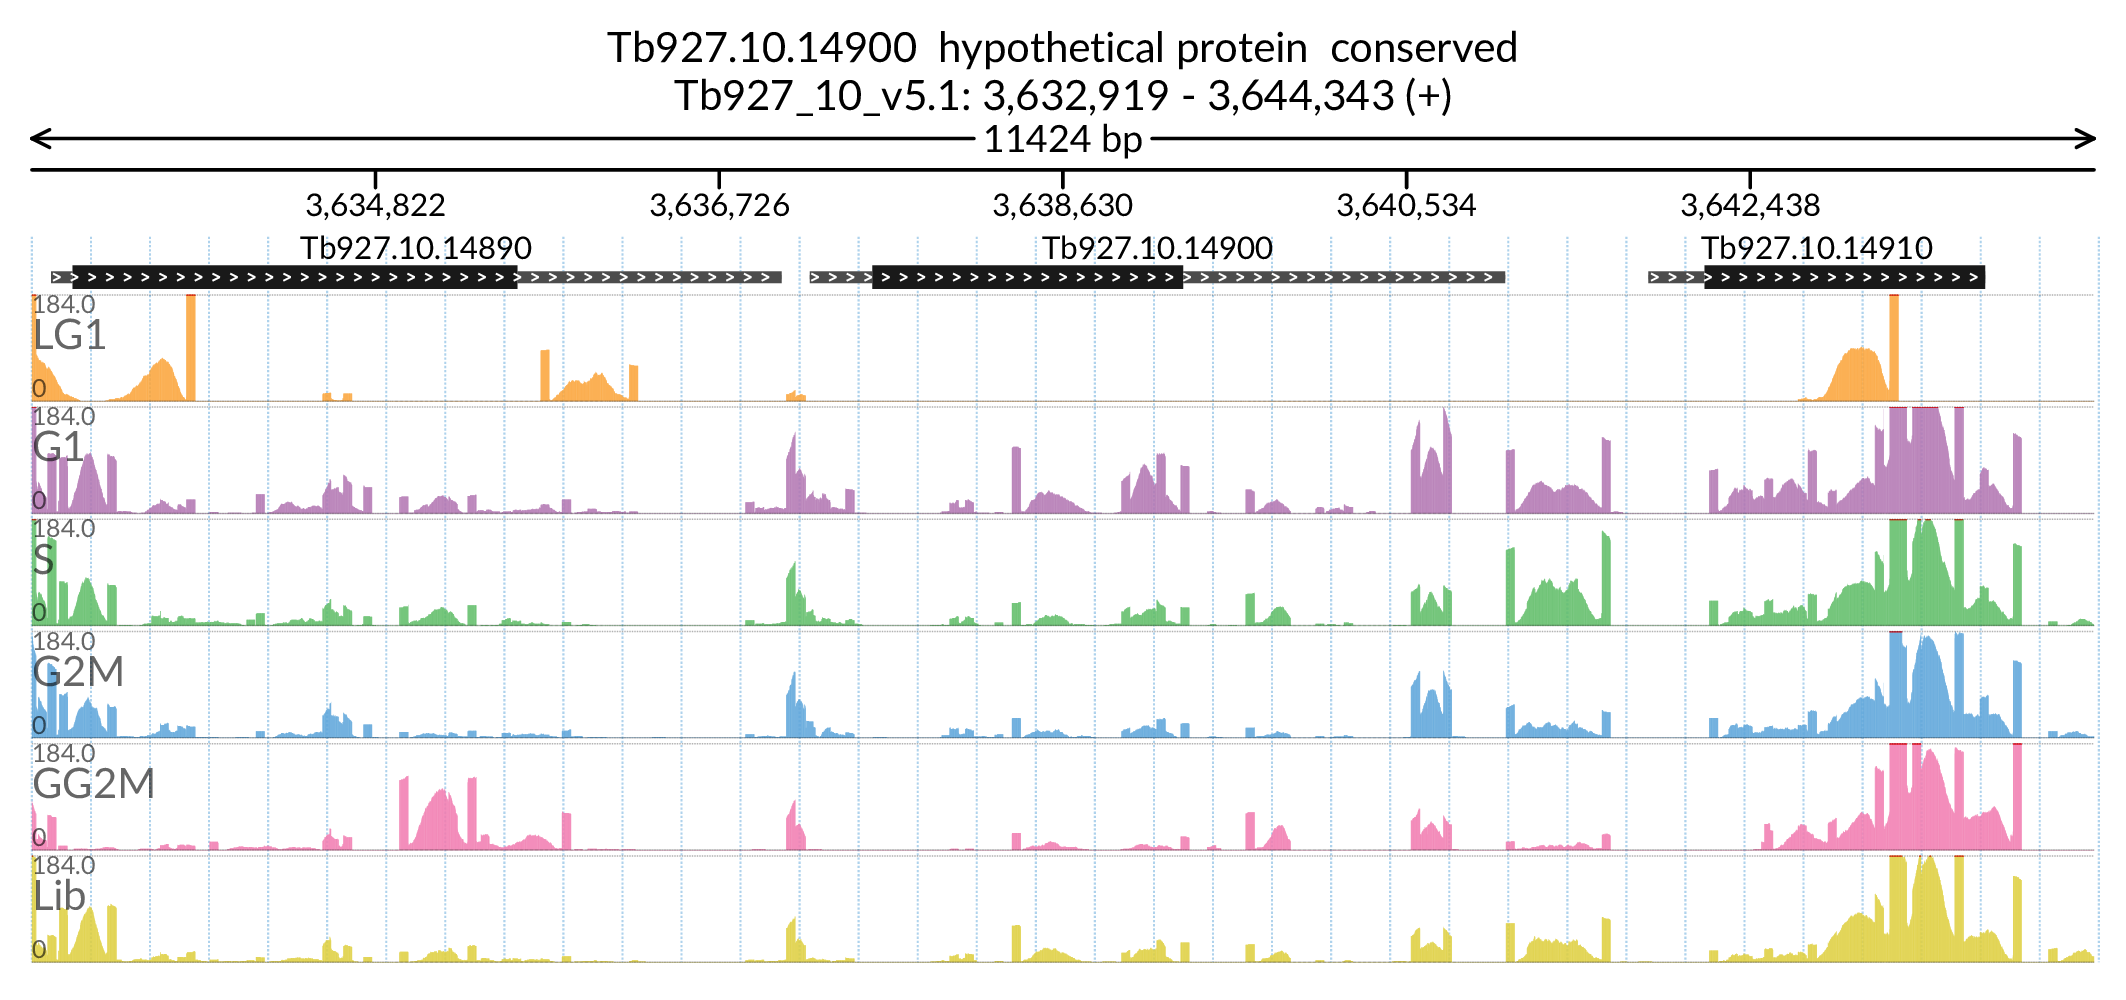 Tb927.10.14900  hypothetical protein  conserved
Tb927_10_v5.1: 3,632,919 - 3,644,343 (+)
11424 bp
3,634,822 3,636,726 3,638,630 3,640,534 3,642,438
Tb927.10.14890 Tb927.10.14900 Tb927.10.14910
184.0
LG1
0
184.0
G1
0
184.0
S
0
184.0
G2M
0
184.0
GG2M
0
184.0
Lib
0